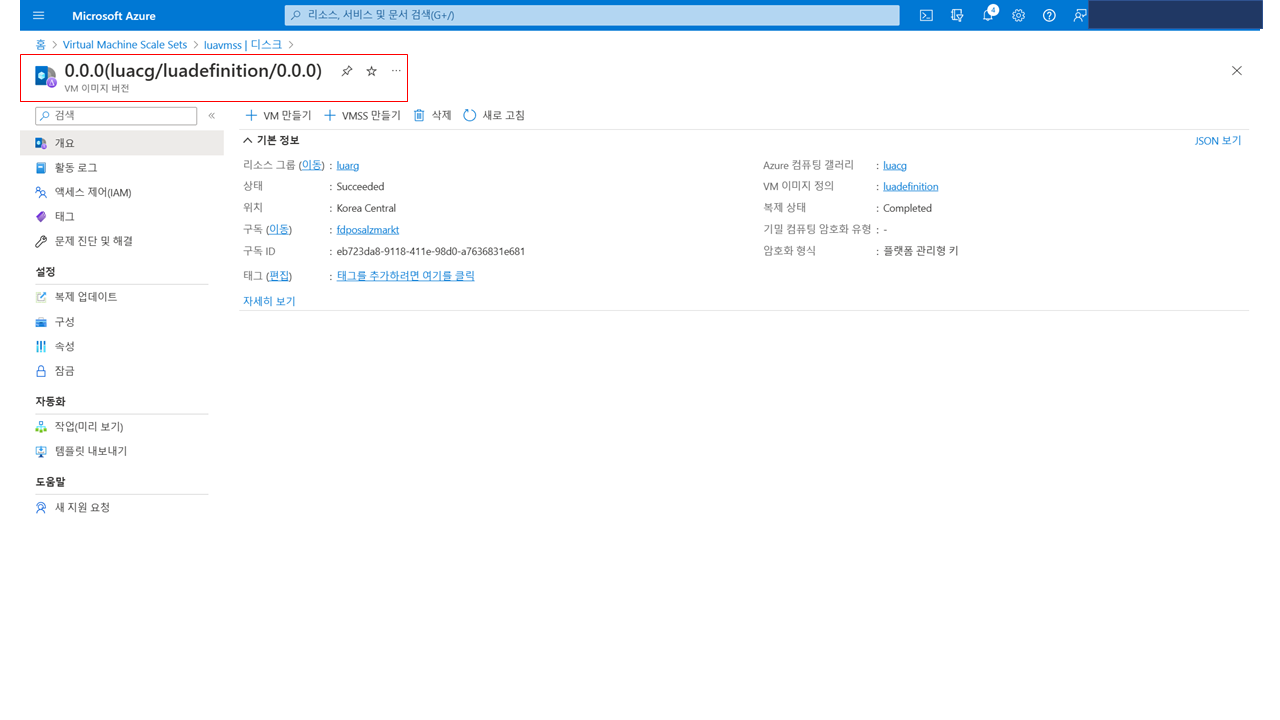 Microsoft Azure
리소스, 서비스 및 문서 검색(G+/)
4
홈 > Virtual Machine Scale Sets > luavmss | 디스크 >
0.0.0(luacg/luadefinition/0.0.0)
VM 이미지 버전
검색
개요
활동 로그
액세스 제어(IAM)
태그
문제 진단 및 해결
설정
복제 업데이트
구성
속성
잠금
자동화
작업(미리 보기)
템플릿 내보내기
도움말
새 지원 요청
+ VM 만들기 + VMSS 만들기 삭제 새로 고침
기본 정보
JSON 보기
리소스 그룹 (이동) : luarg
상태 : Succeeded
위치 : Korea Central
구독 (이동) : fdposalzmarkt
구독 ID : eb723da8-9118-411e-98d0-a7636831e681
태그 (편집) : 태그를 추가하려면 여기를 클릭
자세히 보기
Azure 컴퓨팅 갤러리 : luacg
VM 이미지 정의 : luadefinition
복제 상태 : Completed
기밀 컴퓨팅 암호화 유형 : -
암호화 형식 : 플랫폼 관리형 키